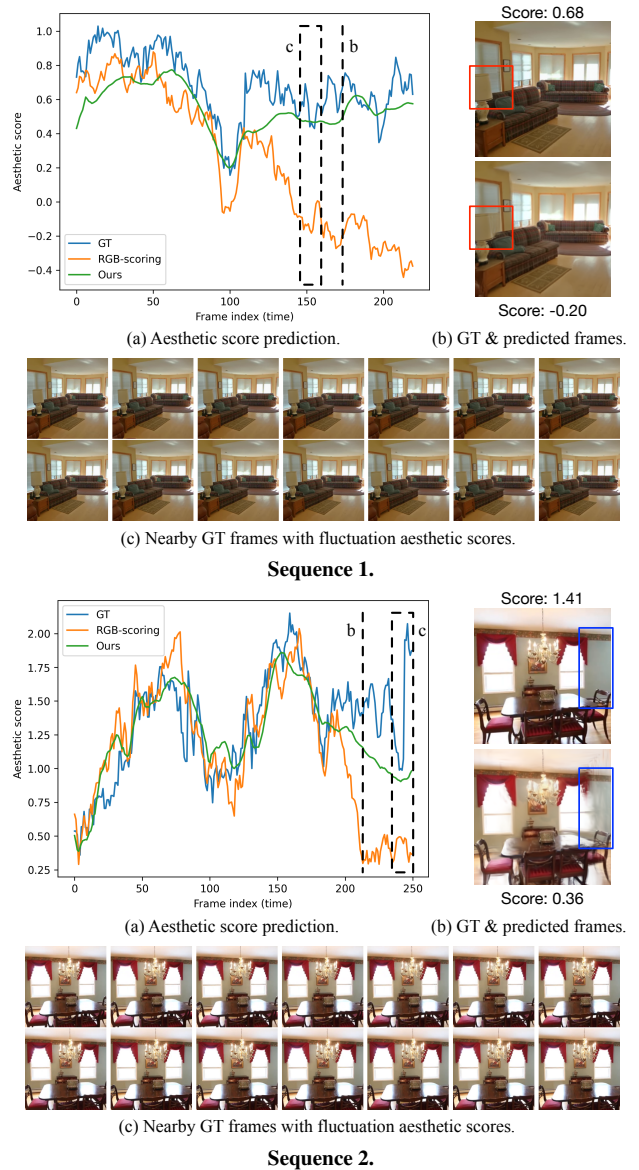 Score: 0.68
1.0
0.8
0.6
0.4
0.2
0.0
−0.2
−0.4
Aesthetic score
c
b
GT
RGB-scoring
Ours
0
50
100
150
200
Frame index (time)
Score: -0.20
(a) Aesthetic score prediction.
(b) GT & predicted frames.
(c) Nearby GT frames with fluctuation aesthetic scores.
Sequence 1.
Score: 1.41
2.00
1.75
1.50
1.25
1.00
0.75
0.50
0.25
Aesthetic score
GT
RGB-scoring
Ours
b
c
0
50
100
150
200
250
Frame index (time)
Score: 0.36
(a) Aesthetic score prediction.
(b) GT & predicted frames.
(c) Nearby GT frames with fluctuation aesthetic scores.
Sequence 2.